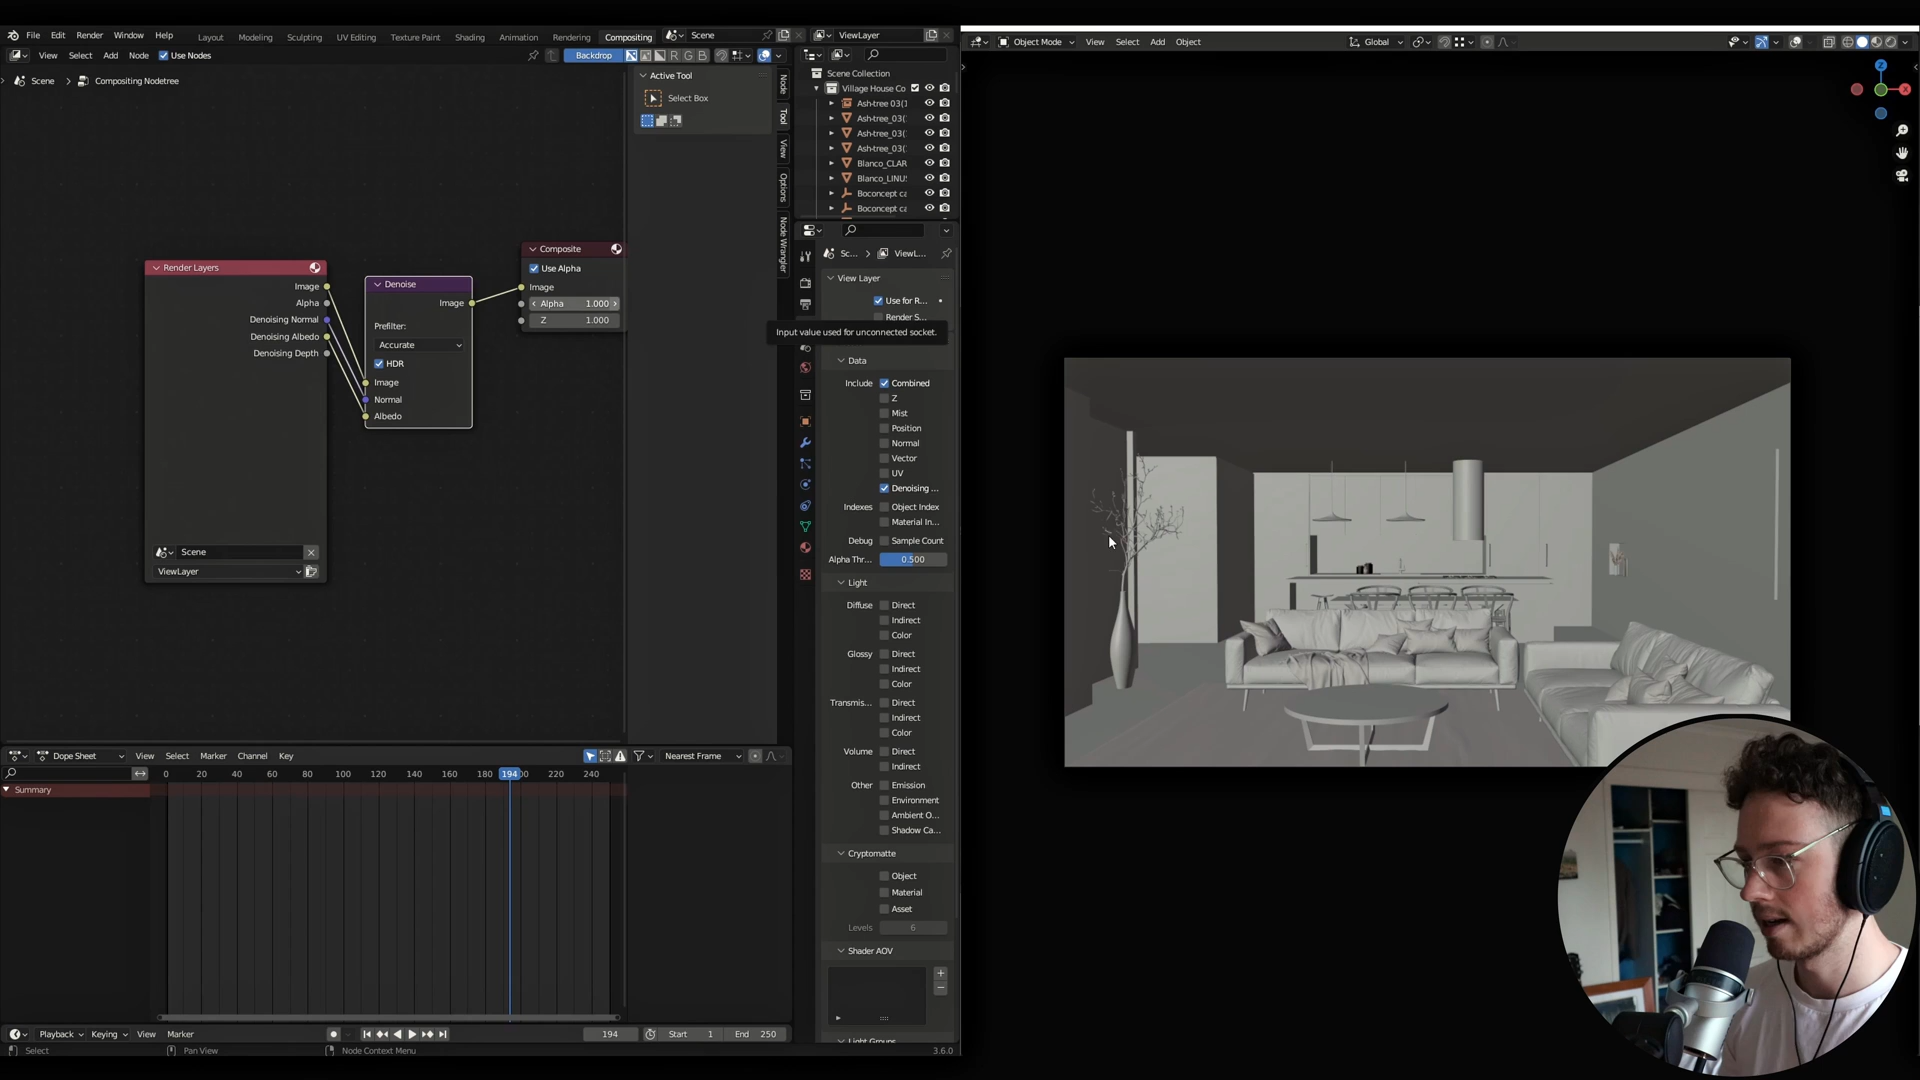 File Edit Render Window Help Layout Modeling Sculpting UV Editing Texture Paint Shading Animation Rendering Compositing Scene ViewLayer
View Select Add Node Use Nodes Backdrop R G B
Object Mode View Select Add Object Global
Scene Compositing Nodetree
Active Tool
Select Box
Node
Tool
View
Options
Node Wrangler
Scene Collection
Village House Co
Ash-tree 03(1
Ash-tree_03(
Ash-tree_03(
Ash-tree_03(
Blanco_CLAR
Blanco_LINU
Boconcept ca
Boconcept ca
Z
X
Render Layers
Image
Alpha
Denoising Normal
Denoising Albedo
Denoising Depth
Scene
ViewLayer
Denoise
Image
Prefilter:
Accurate
HDR
Image
Normal
Albedo
Composite
Use Alpha
Image
Alpha 1.000
Z 1.000
Input value used for unconnected socket.
Sc... ViewL...
View Layer
Use for R...
Render S...
Data
Include Combined
Z
Mist
Position
Normal
Vector
UV
Denoising ...
Indexes Object Index
Material In...
Debug Sample Count
Alpha Thr... 0.500
Light
Diffuse Direct
Indirect
Color
Glossy Direct
Indirect
Color
Transmis... Direct
Indirect
Color
Volume Direct
Indirect
Other Emission
Environment
Ambient O...
Shadow Ca...
Cryptomatte
Object
Material
Asset
Levels 6
Shader AOV
Light Groups
Dope Sheet View Select Marker Channel Key Nearest Frame
0 20 40 60 80 100 120 140 160 180 194 220 240
Summary
Playback Keying View Marker 194 Start 1 End 250
Select Pan View Node Context Menu 3.6.0